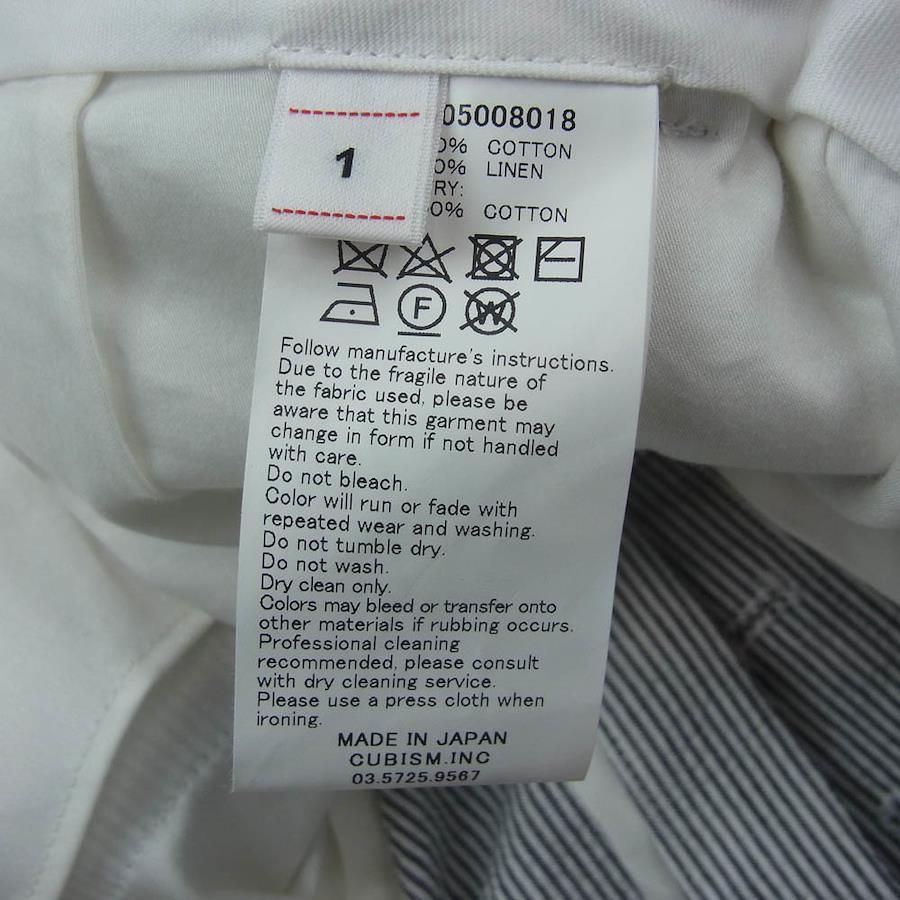 1
05008018
0% COTTON
0% LINEN
RY:
0% COTTON
F
W
Follow manufacture's instructions.
Due to the fragile nature of
the fabric used, please be
aware that this garment may
change in form if not handled
with care.
Do not bleach.
Color will run or fade with
repeated wear and washing.
Do not tumble dry.
Do not wash.
Dry clean only.
Colors may bleed or transfer onto
other materials if rubbing occurs.
Professional cleaning
recommended, please consult
with dry cleaning service.
Please use a press cloth when
ironing.
MADE IN JAPAN
CUBISM.INC
03.5725.9567